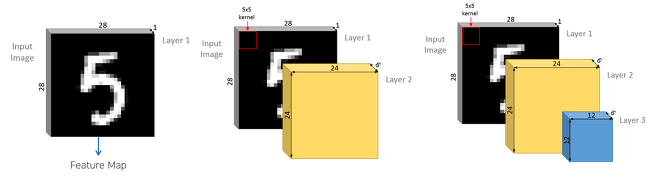 28
1
Input
Image
Layer 1
28
Feature Map
5x5
kernel
28
1
Input
Image
Layer 1
28
6
24
Layer 2
24
5x5
kernel
28
1
Input
Image
Layer 1
28
6
24
Layer 2
24
6
12
Layer 3
12